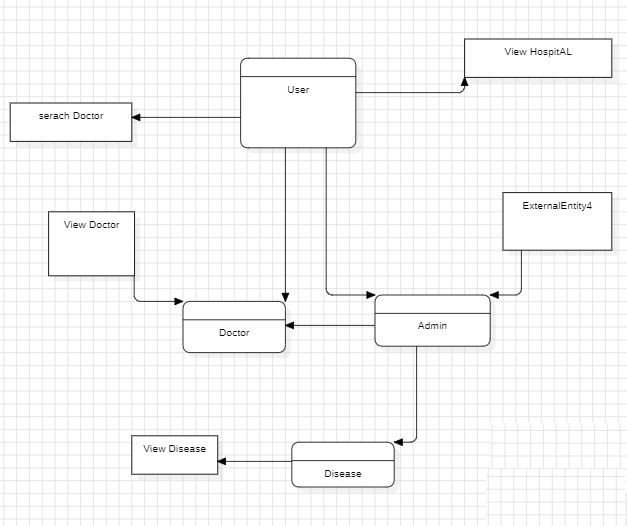 View HospitAL
User
serach Doctor
ExternalEntity4
View Doctor
Admin
Doctor
View Disease
Disease